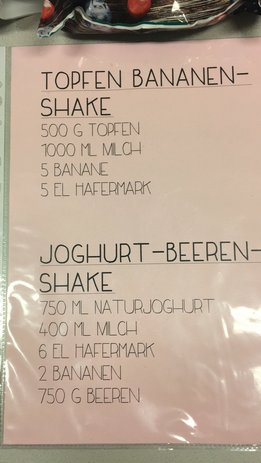 TOPFEN BANANEN-
SHAKE
500 G TOPFEN
1000 ML MILCH
5 BANANE
5 EL HAFERMARK
JOGHURT-BEEREN-
SHAKE
750 ML NATURJOGHURT
400 ML MILCH
6 EL HAFERMARK
2 BANANEN
750 G BEEREN